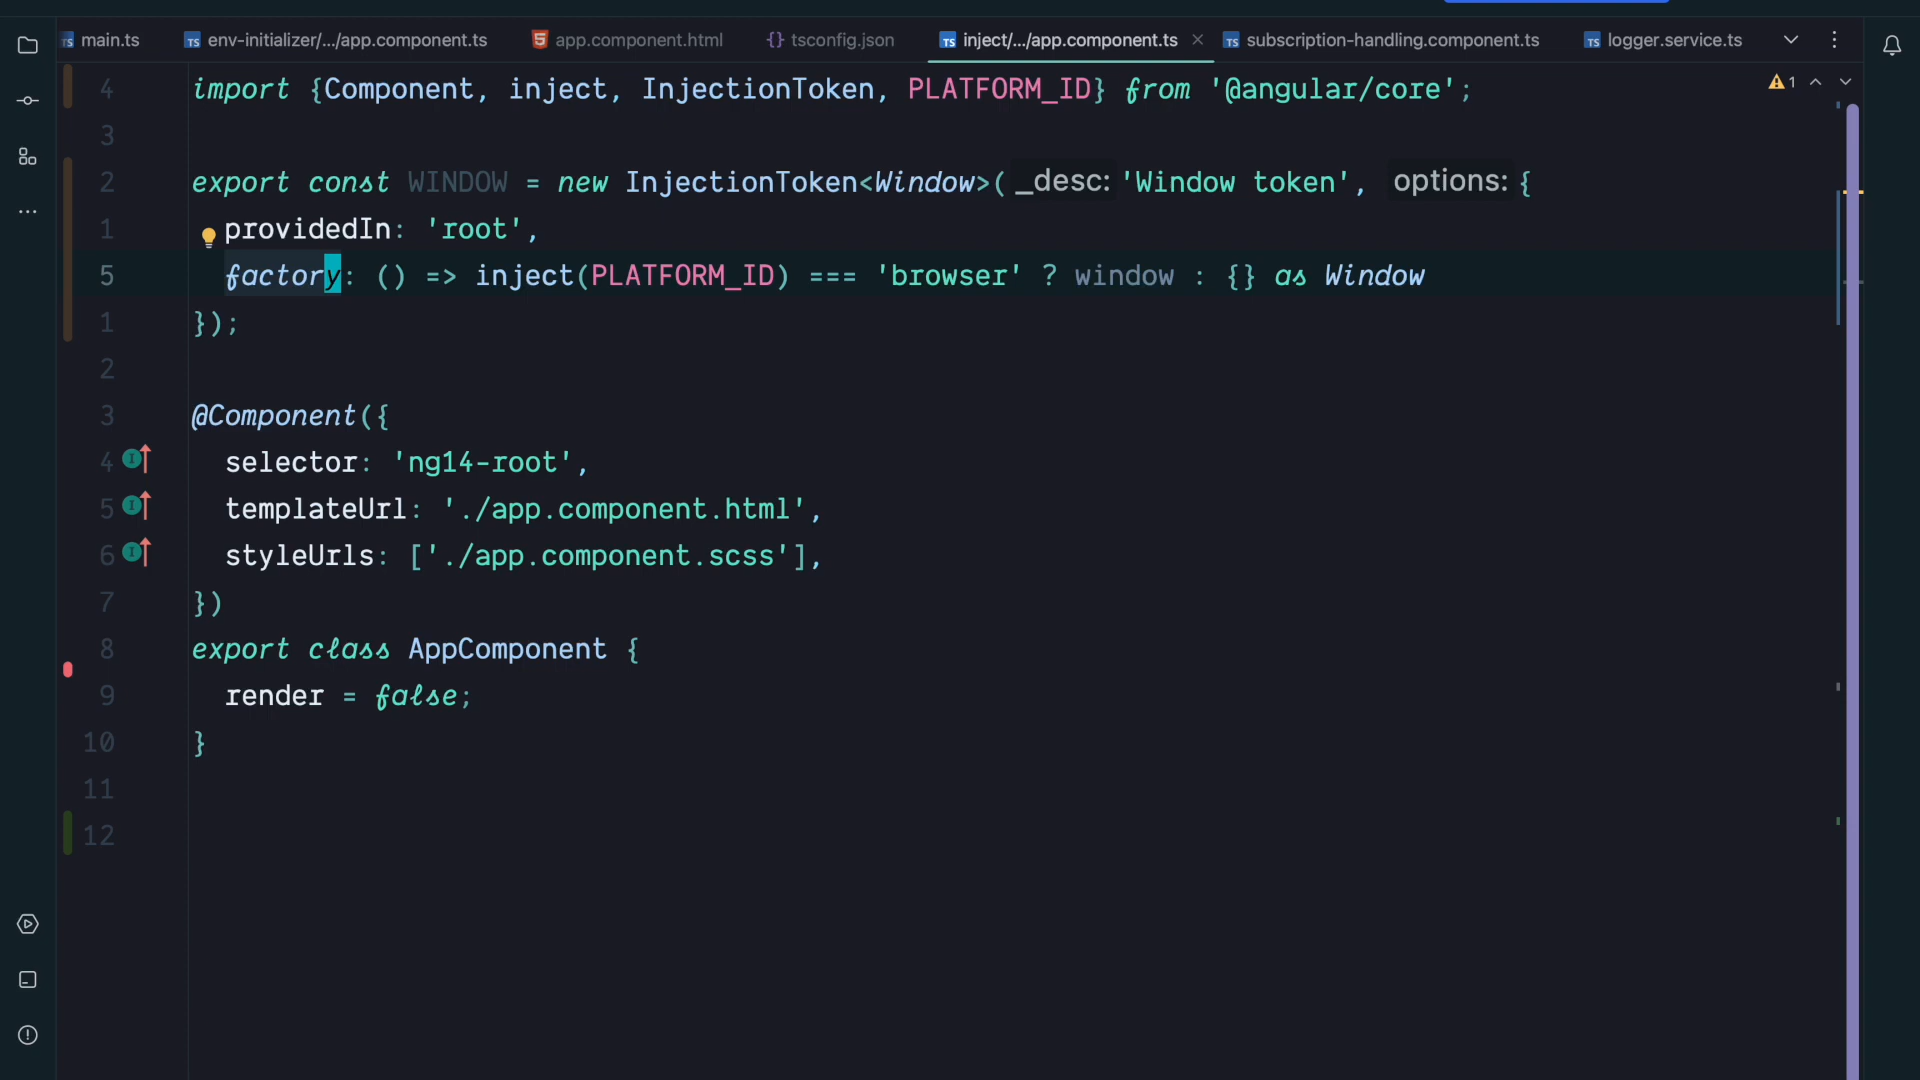 main.ts env-initializer/.../app.component.ts app.component.html tsconfig.json inject/.../app.component.ts subscription-handling.component.ts logger.service.ts
4 import {Component, inject, InjectionToken, PLATFORM_ID} from '@angular/core'; 1
3
2 export const WINDOW = new InjectionToken<Window>( _desc: 'Window token', options: {
1 providedIn: 'root',
5 factory: () => inject(PLATFORM_ID) === 'browser' ? window : {} as Window
1 });
2
3 @Component({
4 selector: 'ng14-root',
5 templateUrl: './app.component.html',
6 styleUrls: ['./app.component.scss'],
7 })
8 export class AppComponent {
9 render = false;
10 }
11
12